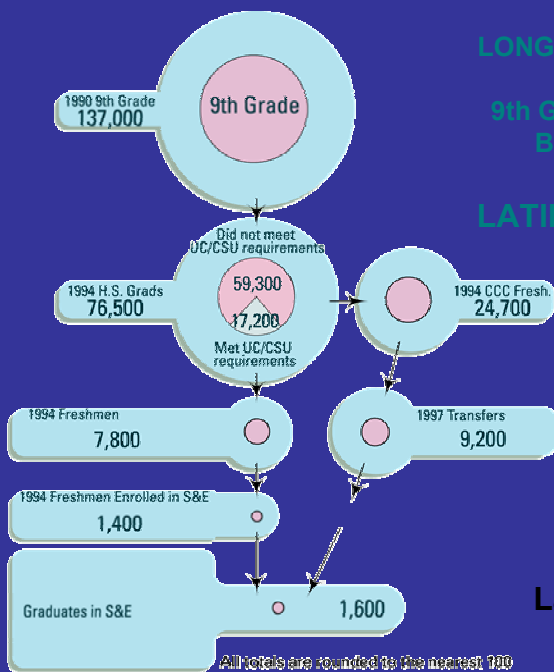 LONG
9th G
B
LATI
1990 9th Grade
137,000
9th Grade
Did not meet
UC/CSU requirements
59,300
17,200
Met UC/CSU
requirements
1994 H.S. Grads
76,500
1994 CCC Fresh.
24,700
1994 Freshmen
7,800
1997 Transfers
9,200
1994 Freshmen Enrolled in S&E
1,400
Graduates in S&E
1,600
L
All totals are rounded to the nearest 100